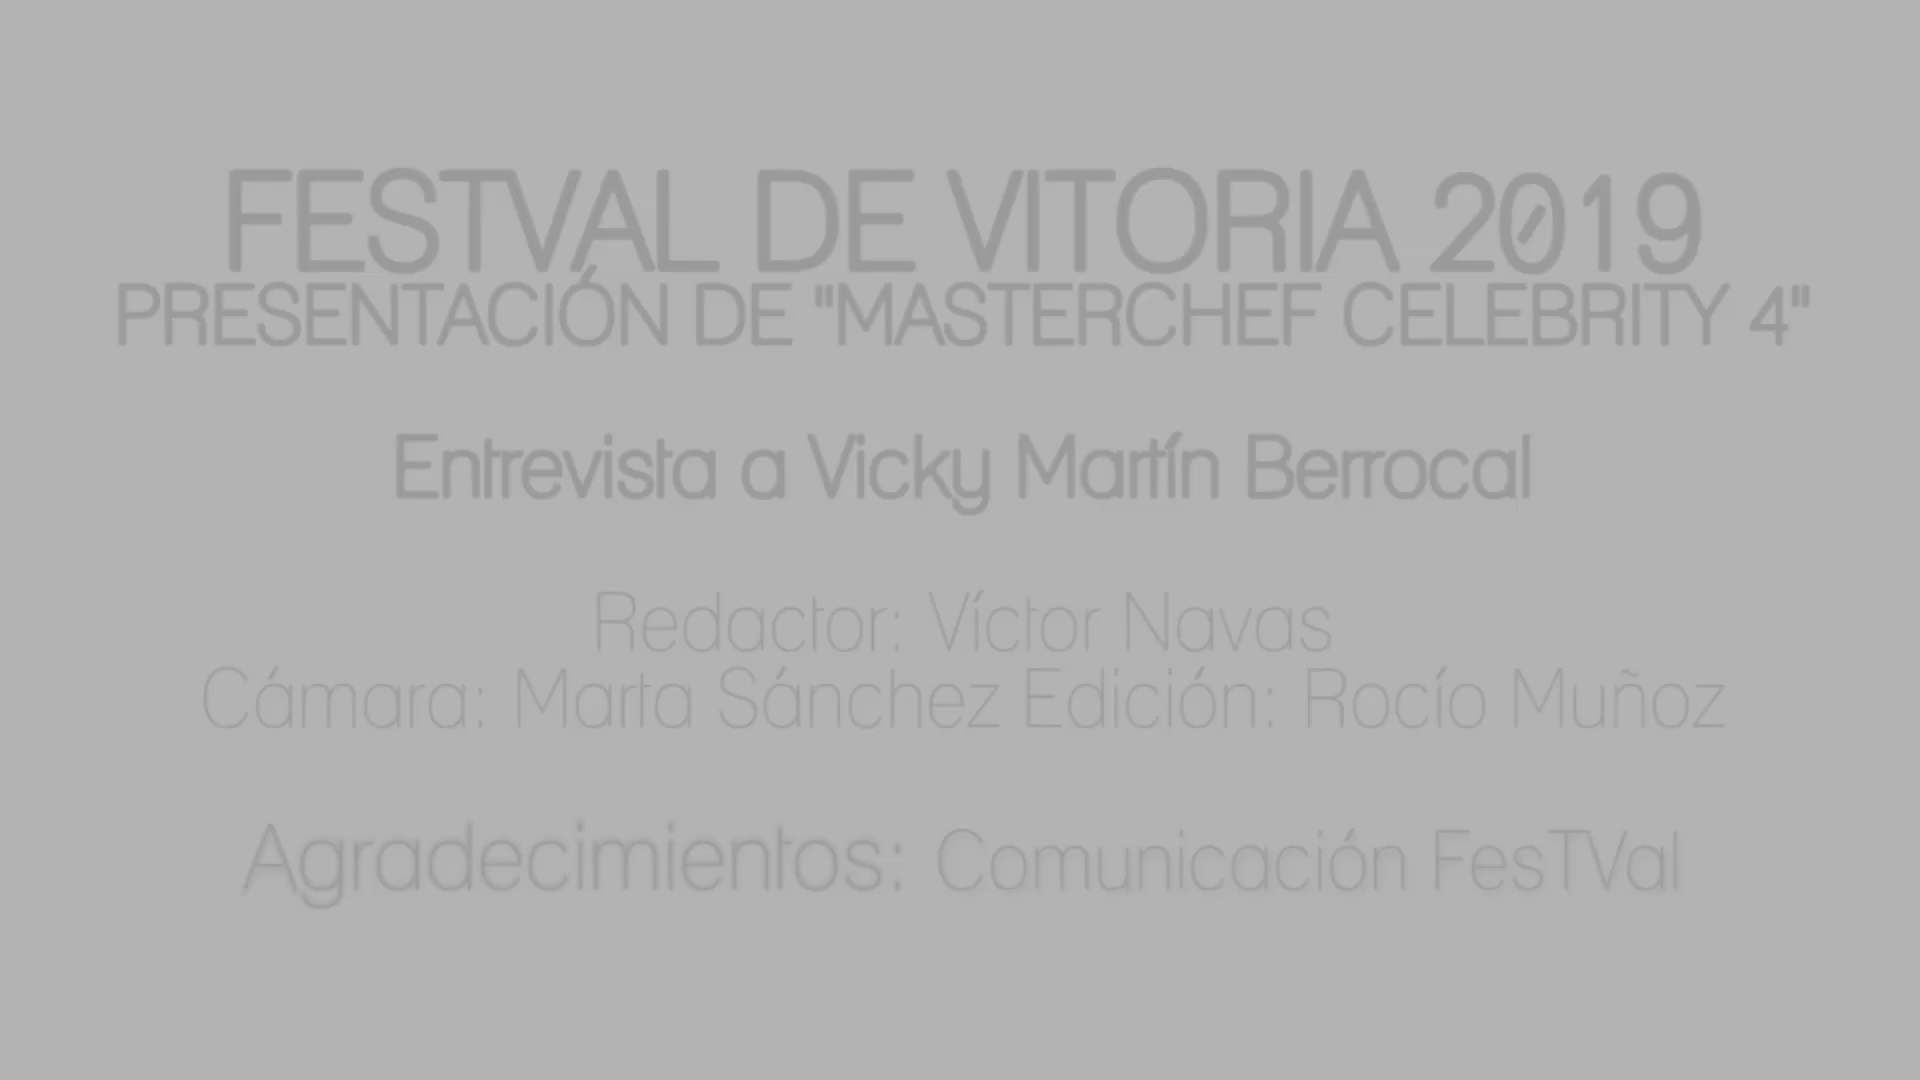 FESTVAL DE VITORIA 2019
PRESENTACIÓN DE "MASTERCHEF CELEBRITY 4"
Entrevista a Vicky Martín Berrocal
Redactor: Víctor Navas
Cámara: Marta Sánchez Edición: Rocío Muñoz
Agradecimientos: Comunicación FesTVal